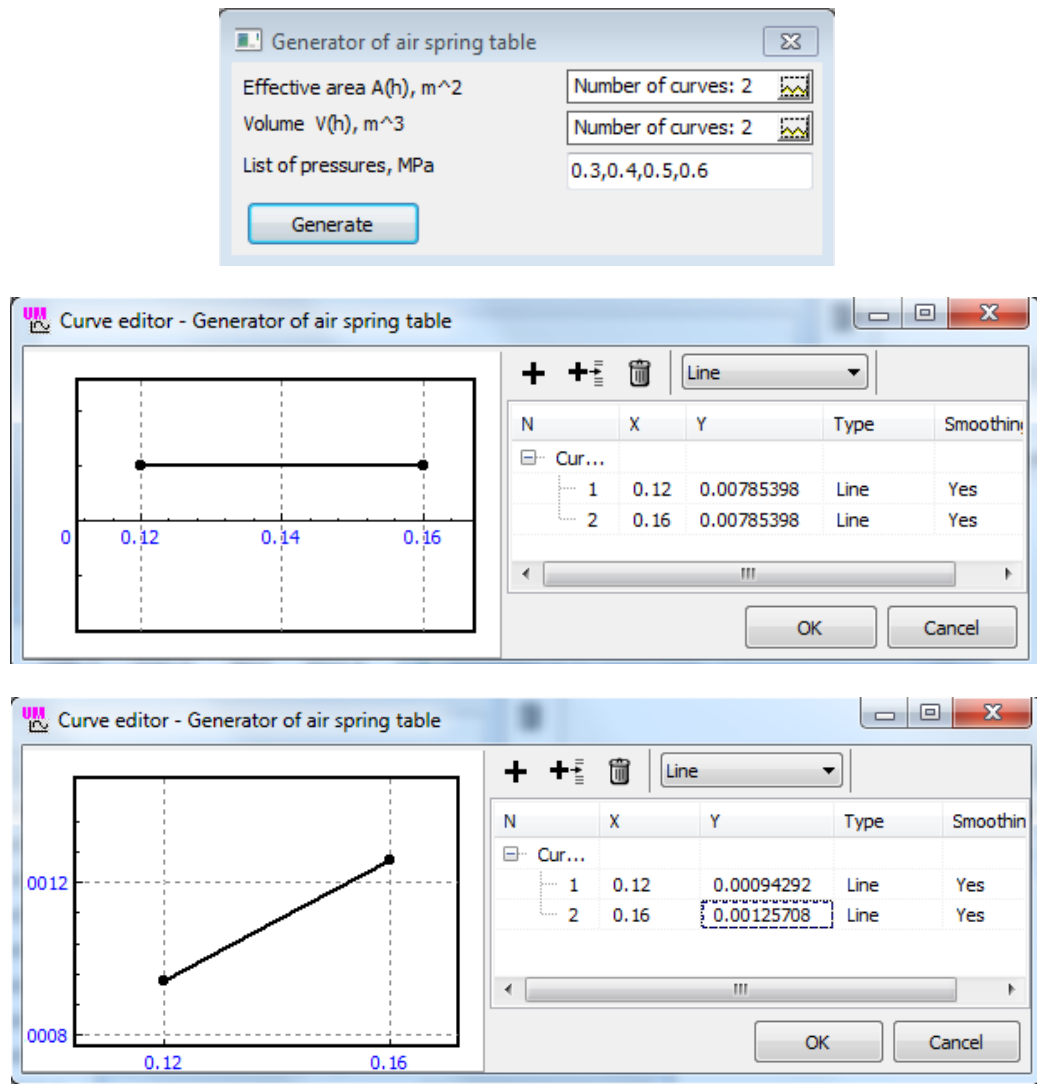 Generator of air spring table
Effective area A(h), m^2 Number of curves: 2
Volume V(h), m^3 Number of curves: 2
List of pressures, MPa 0.3,0.4,0.5,0.6
Generate
UM Curve editor - Generator of air spring table
Line
N X Y Type Smoothing
Cur...
1 0.12 0.00785398 Line Yes
2 0.16 0.00785398 Line Yes
0 0.12 0.14 0.16
OK Cancel
UM Curve editor - Generator of air spring table
Line
N X Y Type Smoothin
Cur...
1 0.12 0.00094292 Line Yes
2 0.16 0.00125708 Line Yes
0012
0008
0.12 0.16
OK Cancel